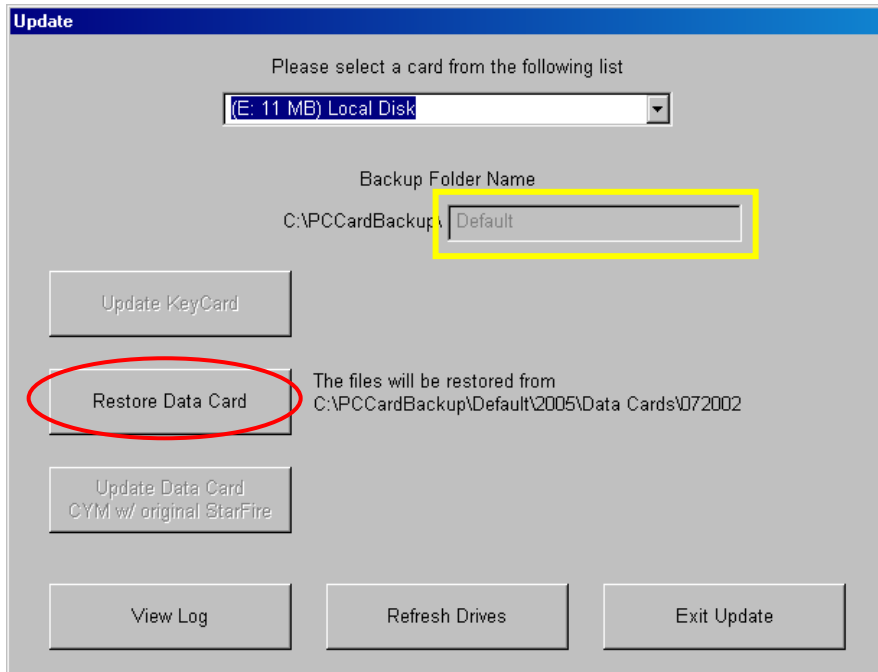 Update
Please select a card from the following list
(E: 11 MB) Local Disk
Backup Folder Name
C:\PCCardBackup\ Default
Update KeyCard
Restore Data Card
The files will be restored from
C:\PCCardBackup\Default\2005\Data Cards\072002
Update Data Card
CYM w/ original StarFire
View Log
Refresh Drives
Exit Update